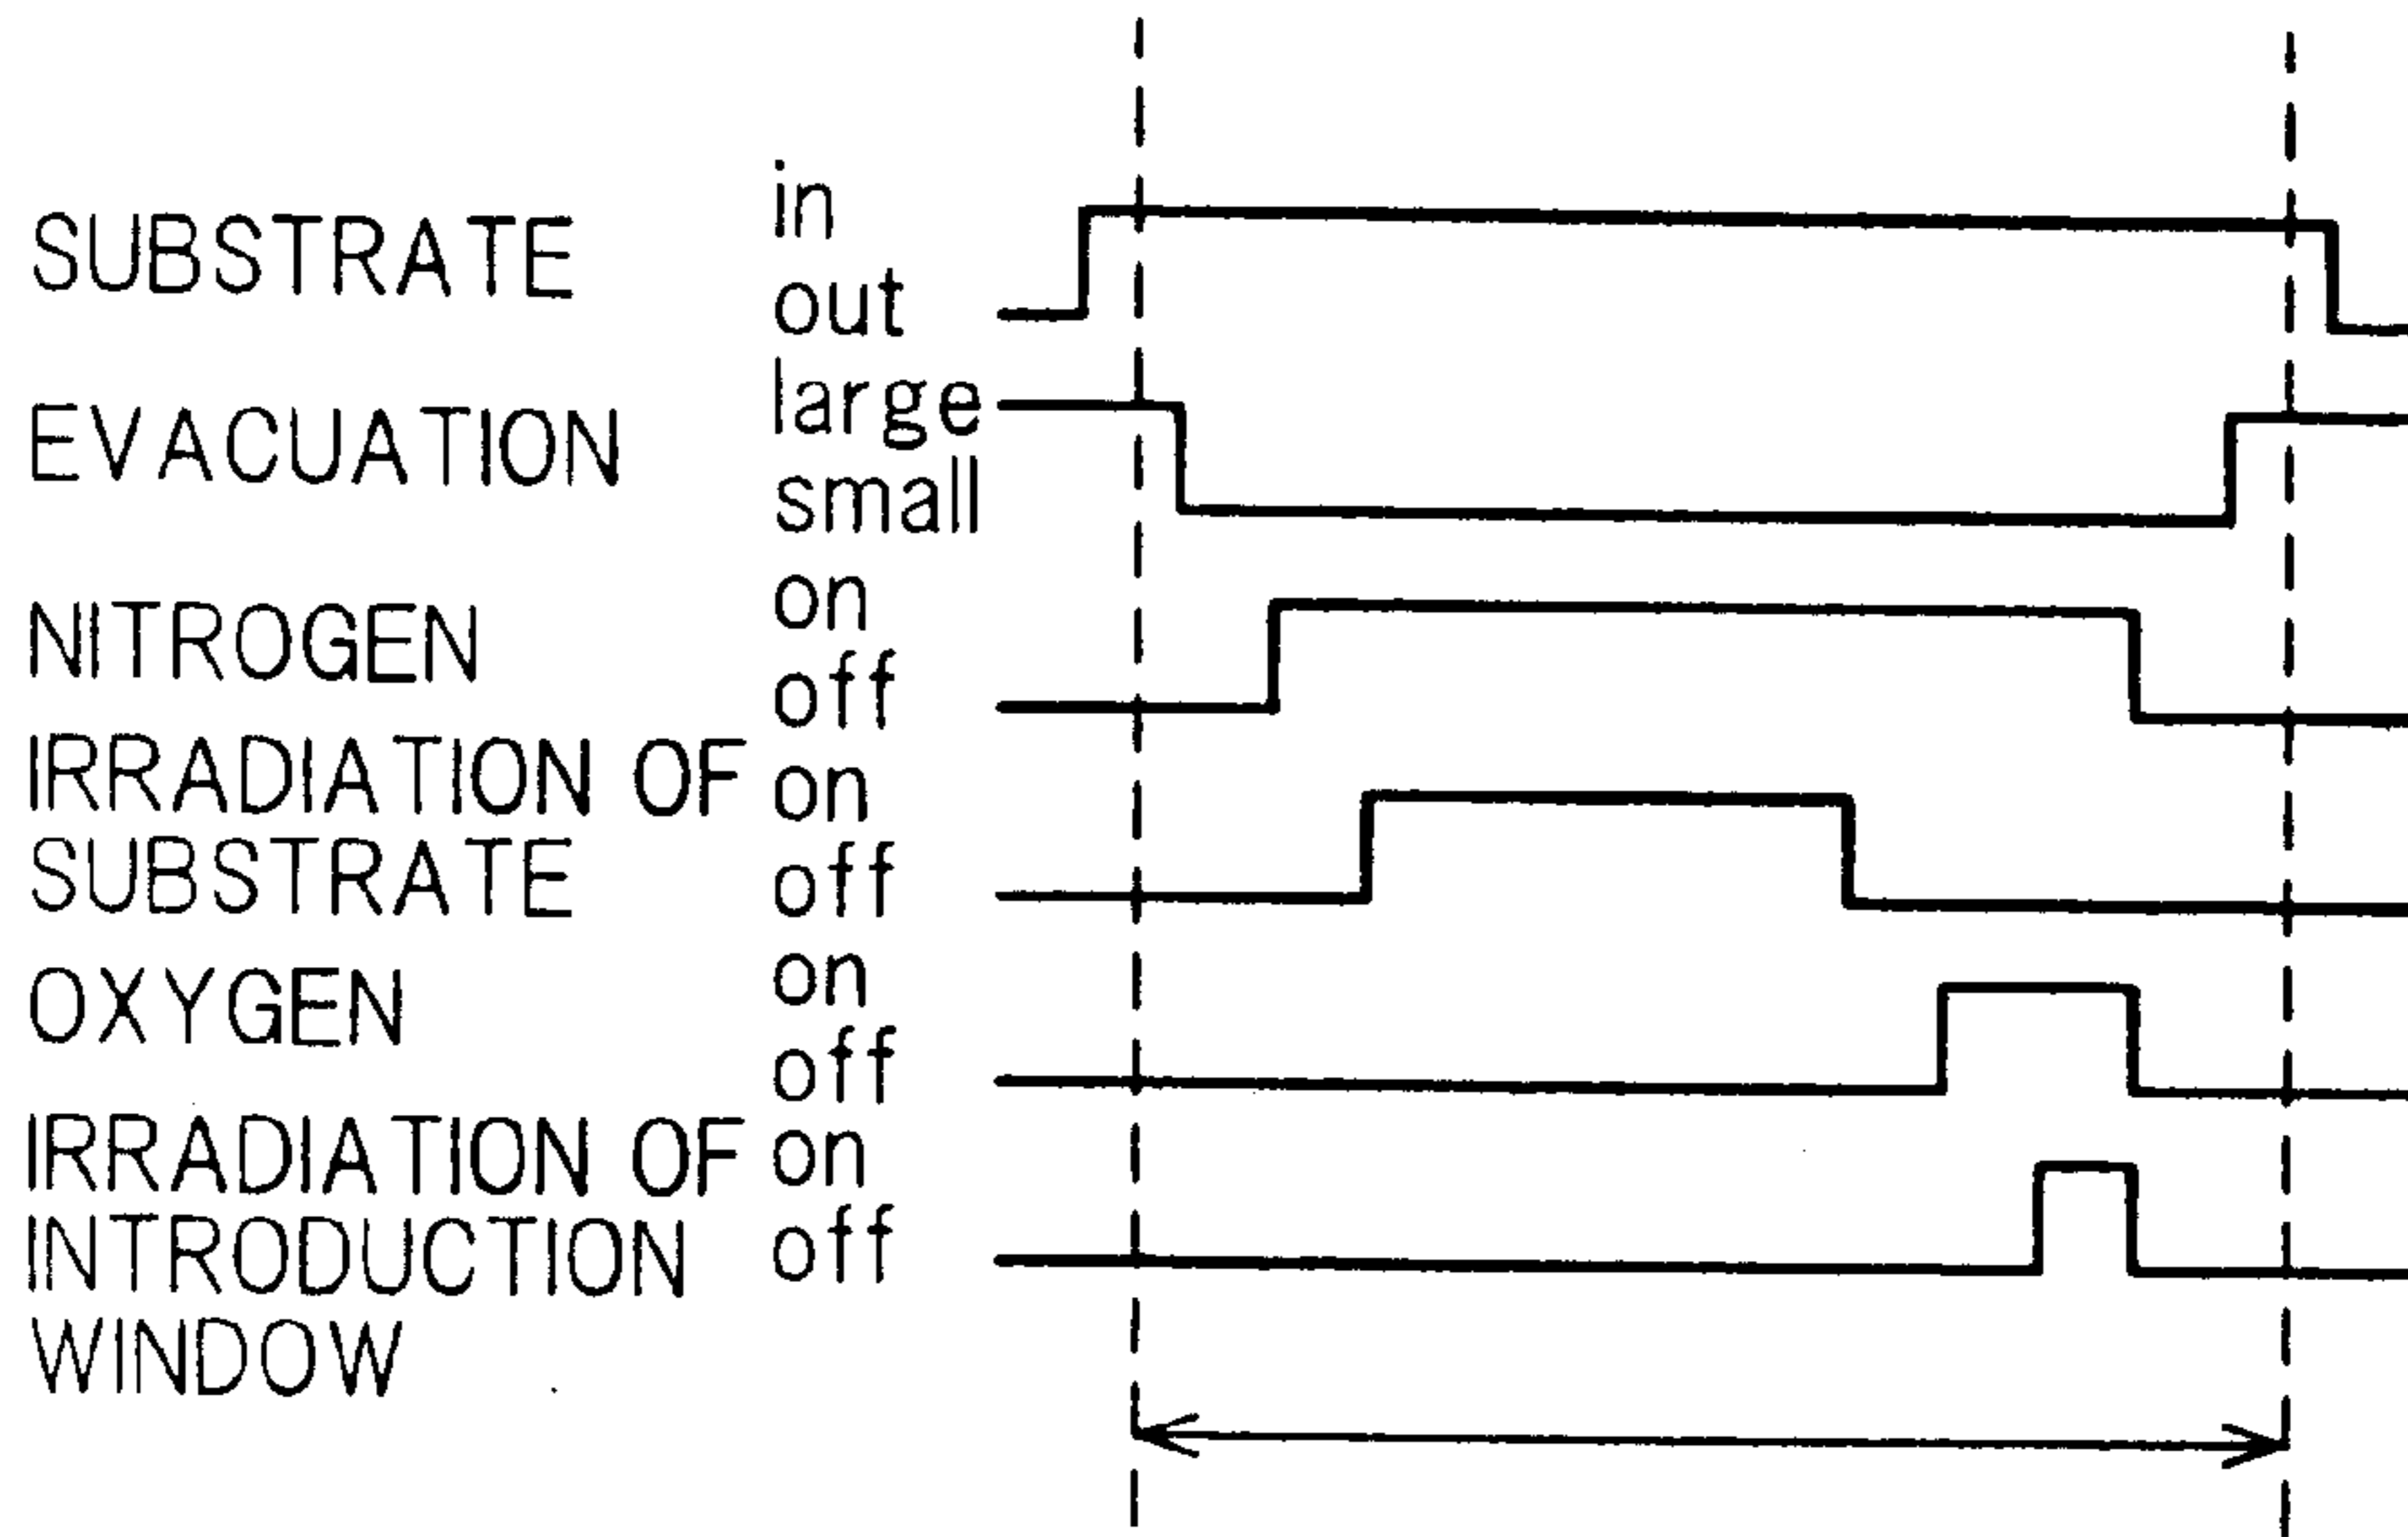 SUBSTRATE
in
out
EVACUATION
large
small
NITROGEN
on
off
IRRADIATION OF
SUBSTRATE
on
off
OXYGEN
on
off
IRRADIATION OF
INTRODUCTION
WINDOW
on
off